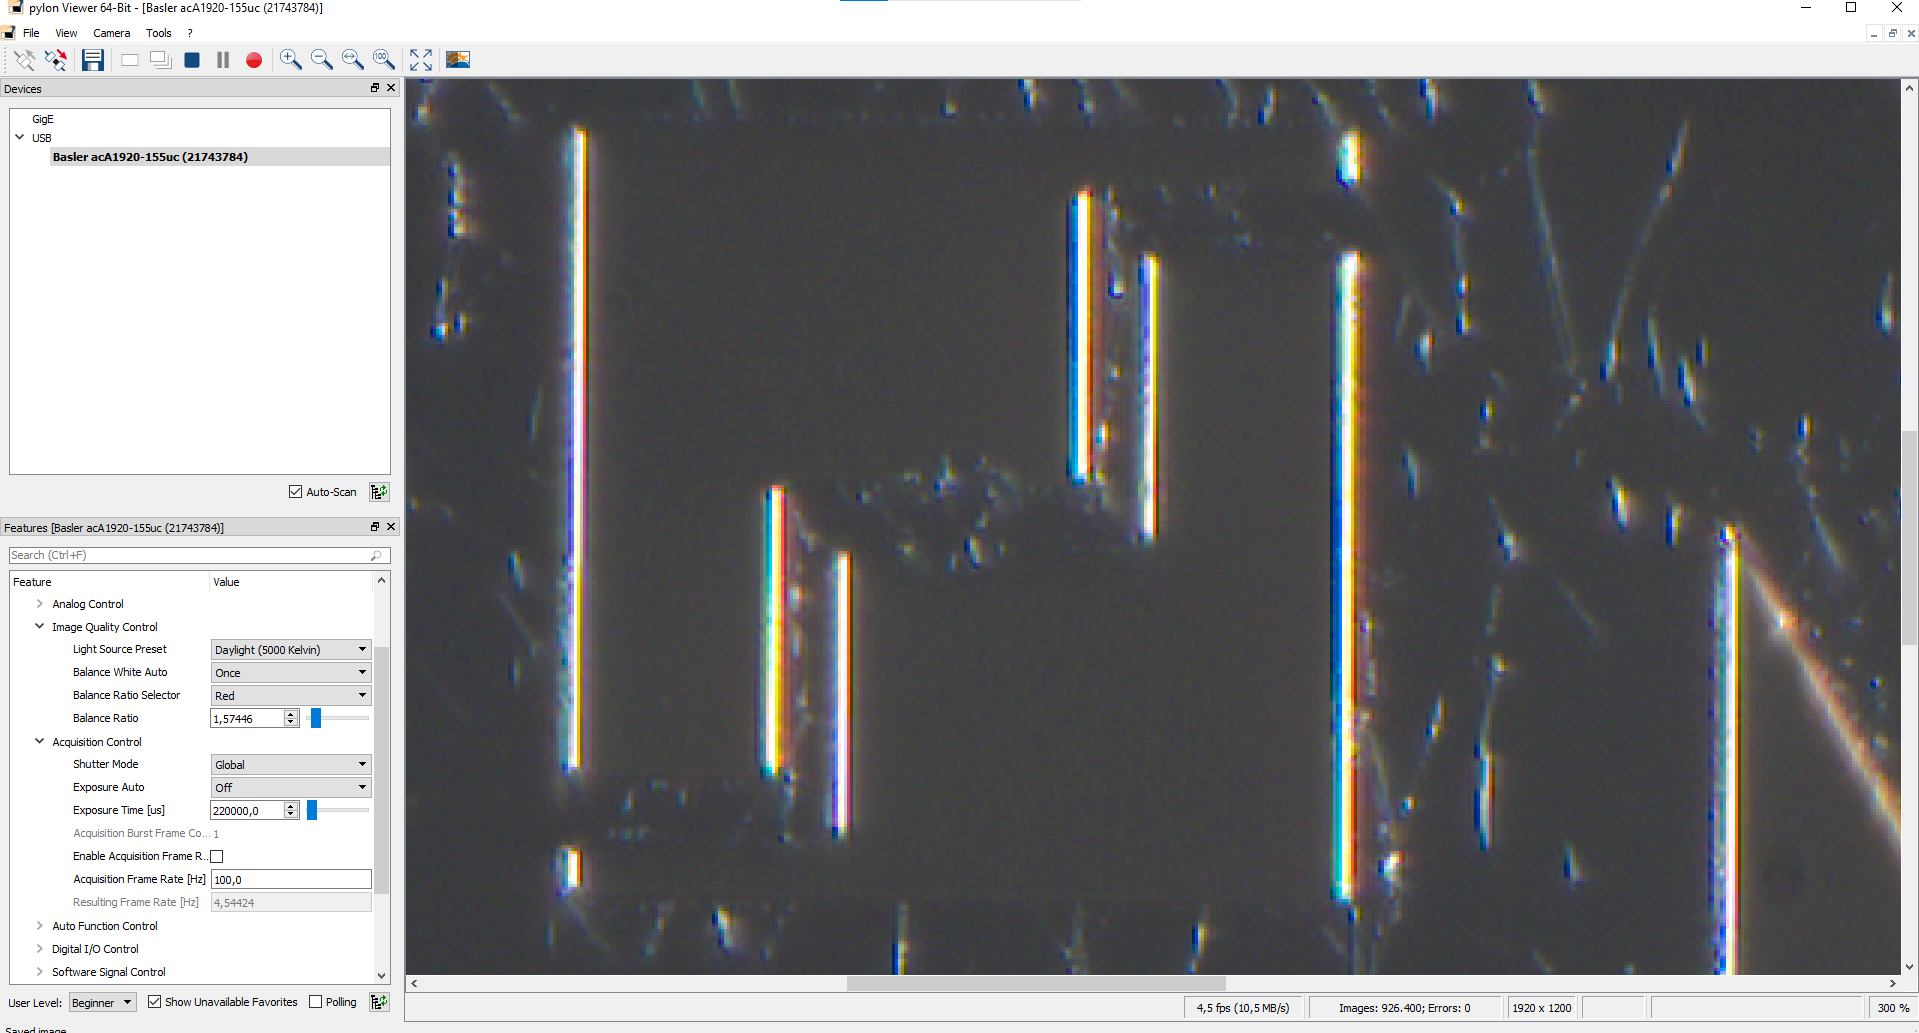 pylon Viewer 64-Bit - [Basler acA1920-155uc (21743784)]
File View Camera Tools ?
100
Devices
GigE
USB
Basler acA1920-155uc (21743784)
Auto-Scan
Features [Basler acA1920-155uc (21743784)]
Search (Ctrl+F)
Feature Value
Analog Control
Image Quality Control
Light Source Preset Daylight (5000 Kelvin)
Balance White Auto Once
Balance Ratio Selector Red
Balance Ratio 1,57446
Acquisition Control
Shutter Mode Global
Exposure Auto Off
Exposure Time [us] 220000,0
Acquisition Burst Frame Co... 1
Enable Acquisition Frame R...
Acquisition Frame Rate [Hz] 100,0
Resulting Frame Rate [Hz] 4,54424
Auto Function Control
Digital I/O Control
Software Signal Control
User Level: Beginner Show Unavailable Favorites Polling
4,5 fps (10,5 MB/s) Images: 926.400; Errors: 0 1920 x 1200 300 %
Saved image